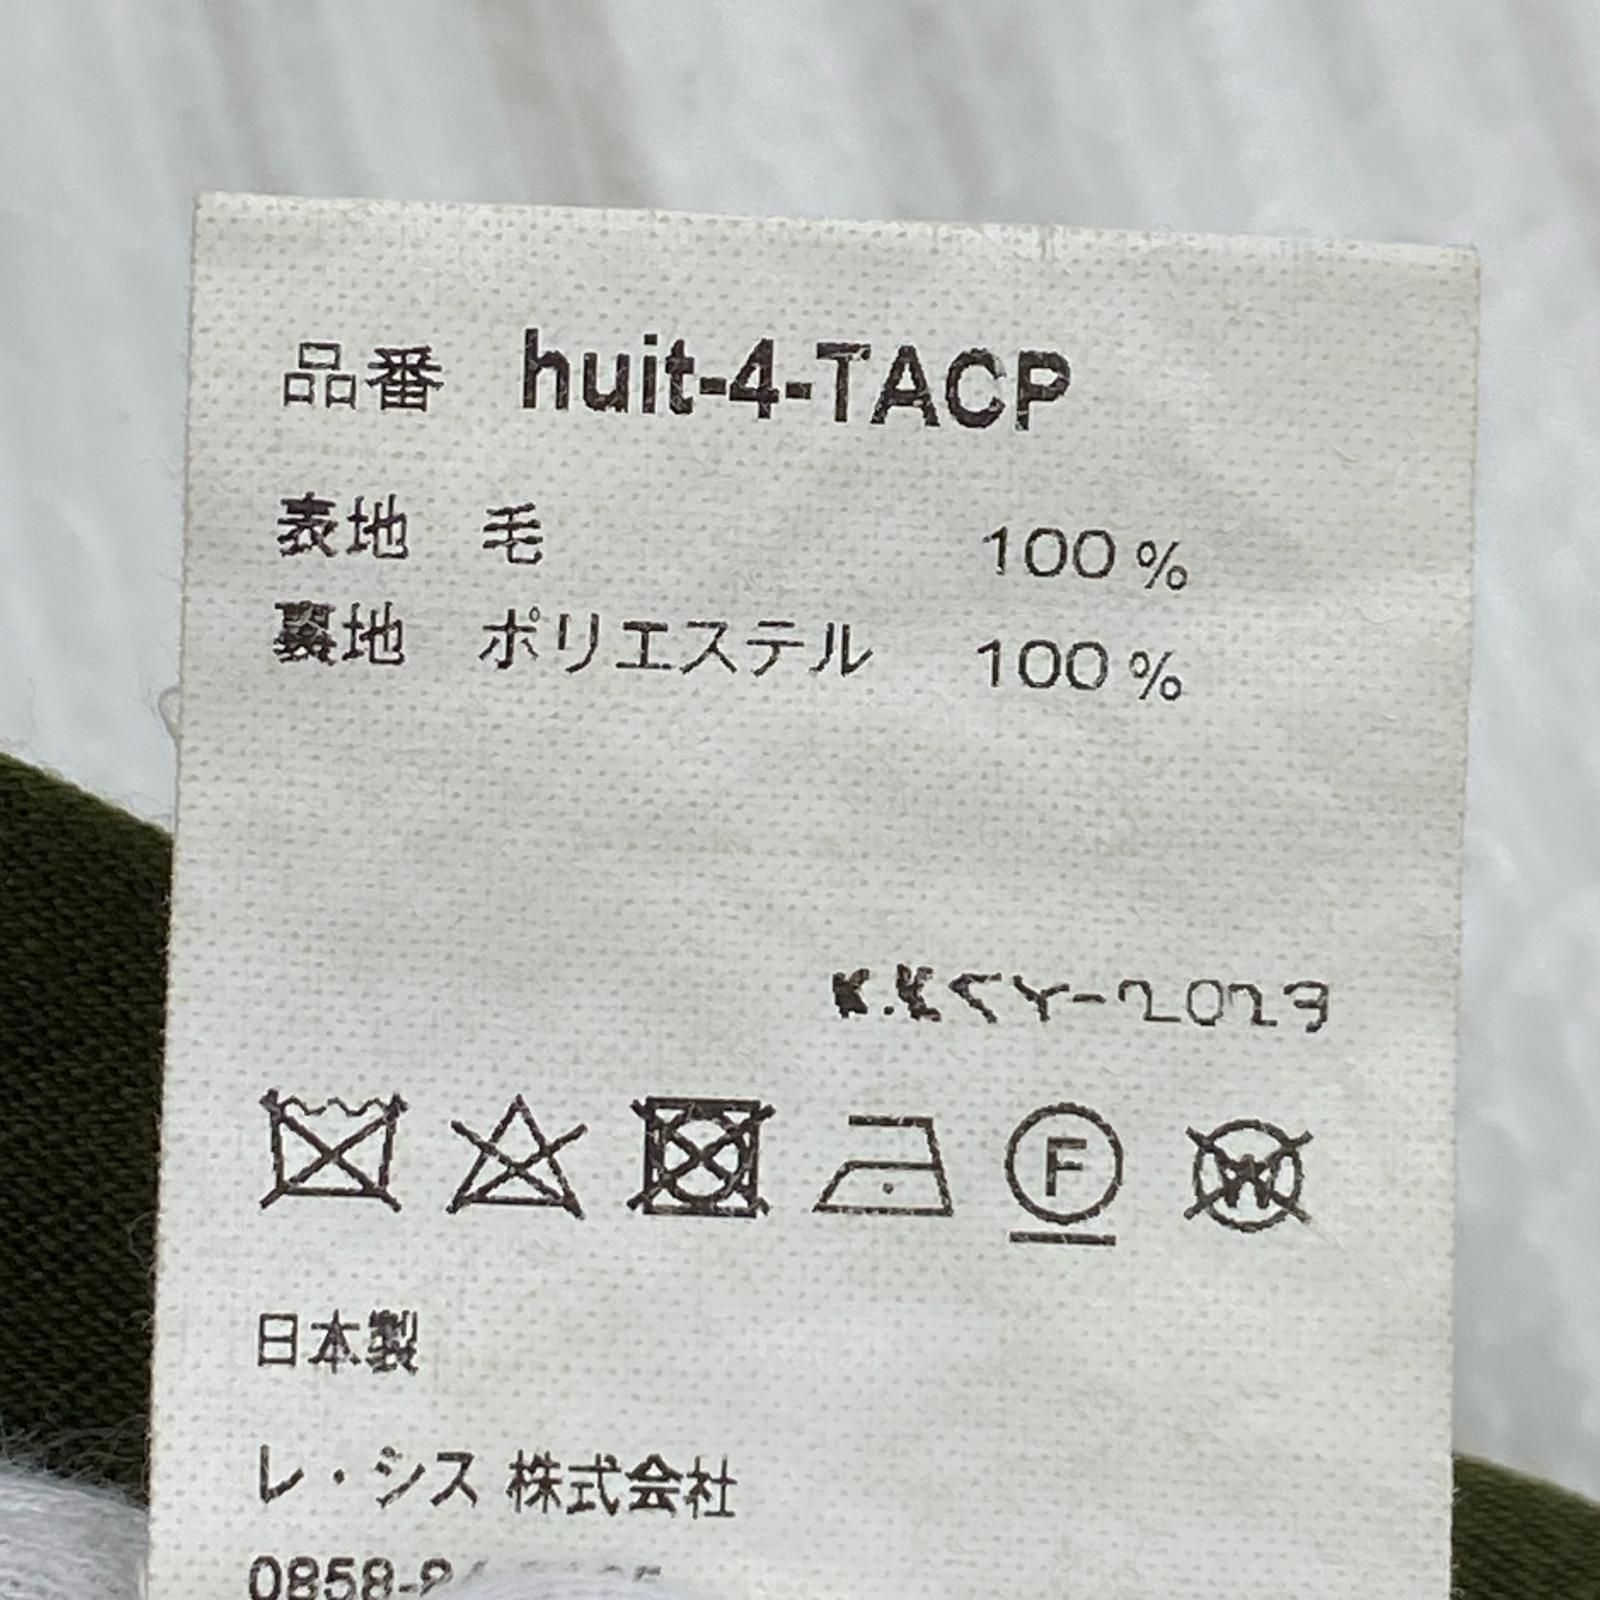 品番 huit-4-TACP
表地 毛 100%
裏地 ポリエステル 100%
K.KCY-2023
F
W
日本製
レ・シス 株式会社
0858-